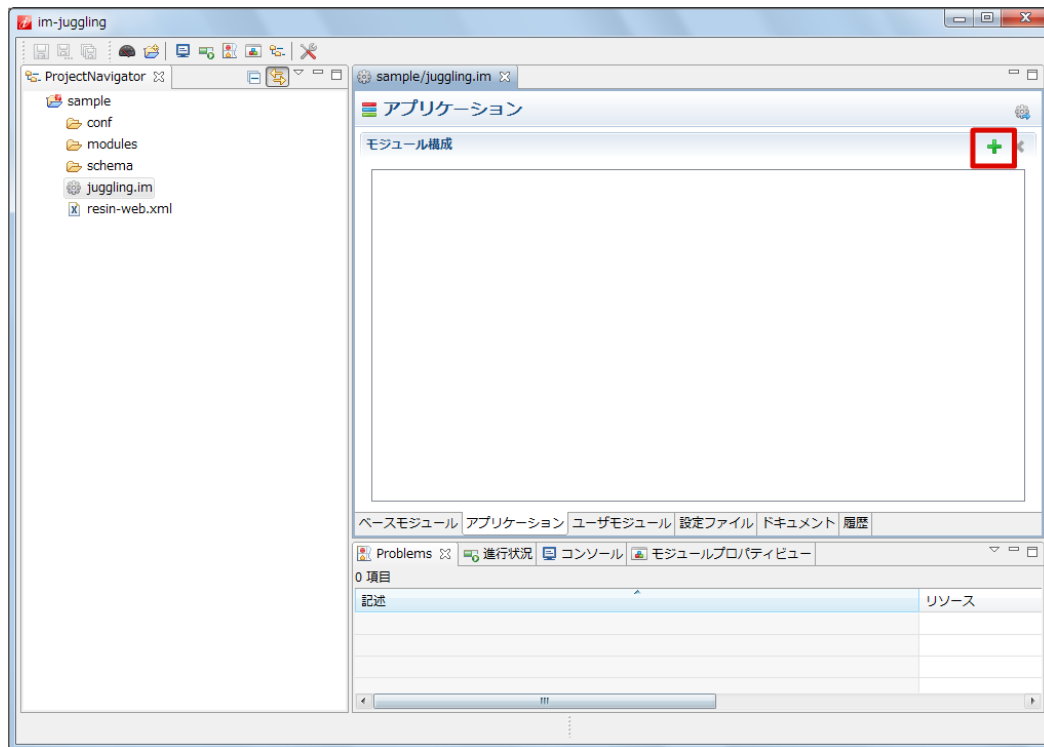 im-juggling
ProjectNavigator
sample
conf
modules
schema
juggling.im
resin-web.xml
sample/juggling.im
アプリケーション
モジュール構成
ベースモジュール アプリケーション ユーザモジュール 設定ファイル ドキュメント 履歴
Problems 進行状況 コンソール モジュールプロパティビュー
0 項目
記述 リソース